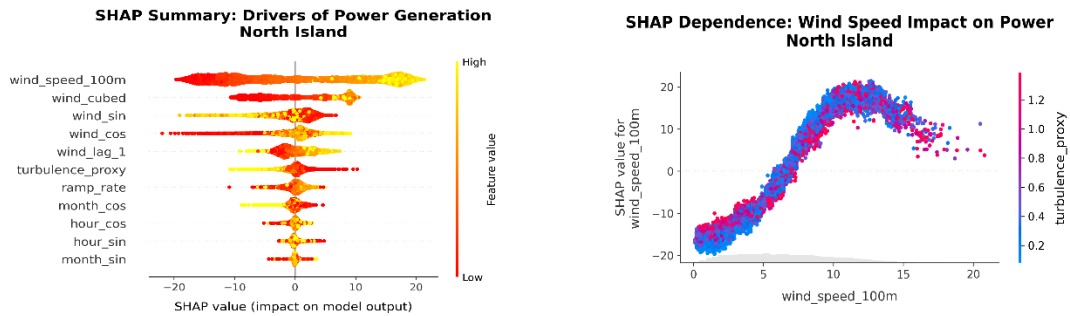 SHAP Summary: Drivers of Power Generation
North Island
wind_speed_100m
wind_cubed
wind_sin
wind_cos
wind_lag_1
turbulence_proxy
ramp_rate
month_cos
hour_cos
hour_sin
month_sin
−20 −10 0 10 20
SHAP value (impact on model output)
High
Feature value
Low
SHAP Dependence: Wind Speed Impact on Power
North Island
SHAP value for
wind_speed_100m
20
10
0
−10
−20
0 5 10 15 20
wind_speed_100m
1.2
1.0
0.8
0.6
0.4
0.2
turbulence_proxy